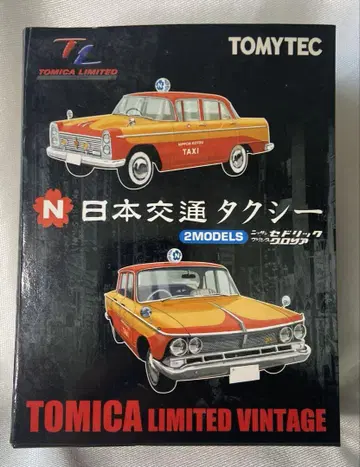 TL
TOMICA LIMITED
TOMYTEC
N
NIPPON KOTSU
TAXI
N 日本交通 タクシー
2MODELS ニッサン セドリック
プリンス グロリア
TOMICA LIMITED VINTAGE